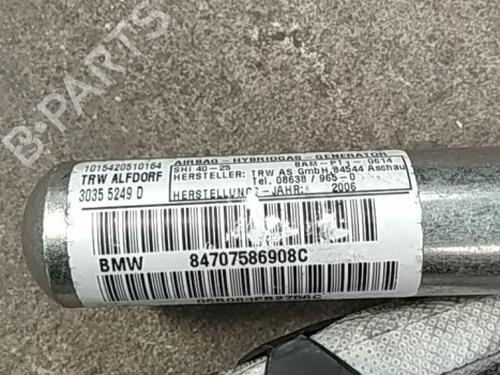 B-PARTS
1015420510164
TRW ALFDORF
3035 5249 D
AIRBAG - HYBRIDGAS - GENERATOR
SHI 40-25 BAM-PT1-0614
HERSTELLER: TRW AS GmbH, 84544 Aschau
Tel. 08638 / 965-0
HERSTELLUNGS-JAHR: 2006
BMW 84707586908C